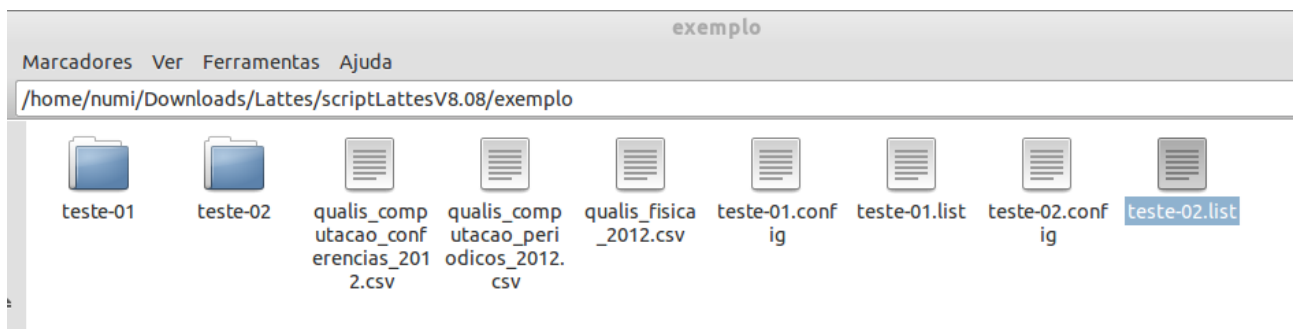 exemplo
Marcadores Ver Ferramentas Ajuda
/home/numi/Downloads/Lattes/scriptLattesV8.08/exemplo
teste-01
teste-02
qualis_comp
utacao_conf
erencias_201
2.csv
qualis_comp
utacao_peri
odicos_2012.
csv
qualis_fisica
_2012.csv
teste-01.conf
ig
teste-01.list
teste-02.conf
ig
teste-02.list